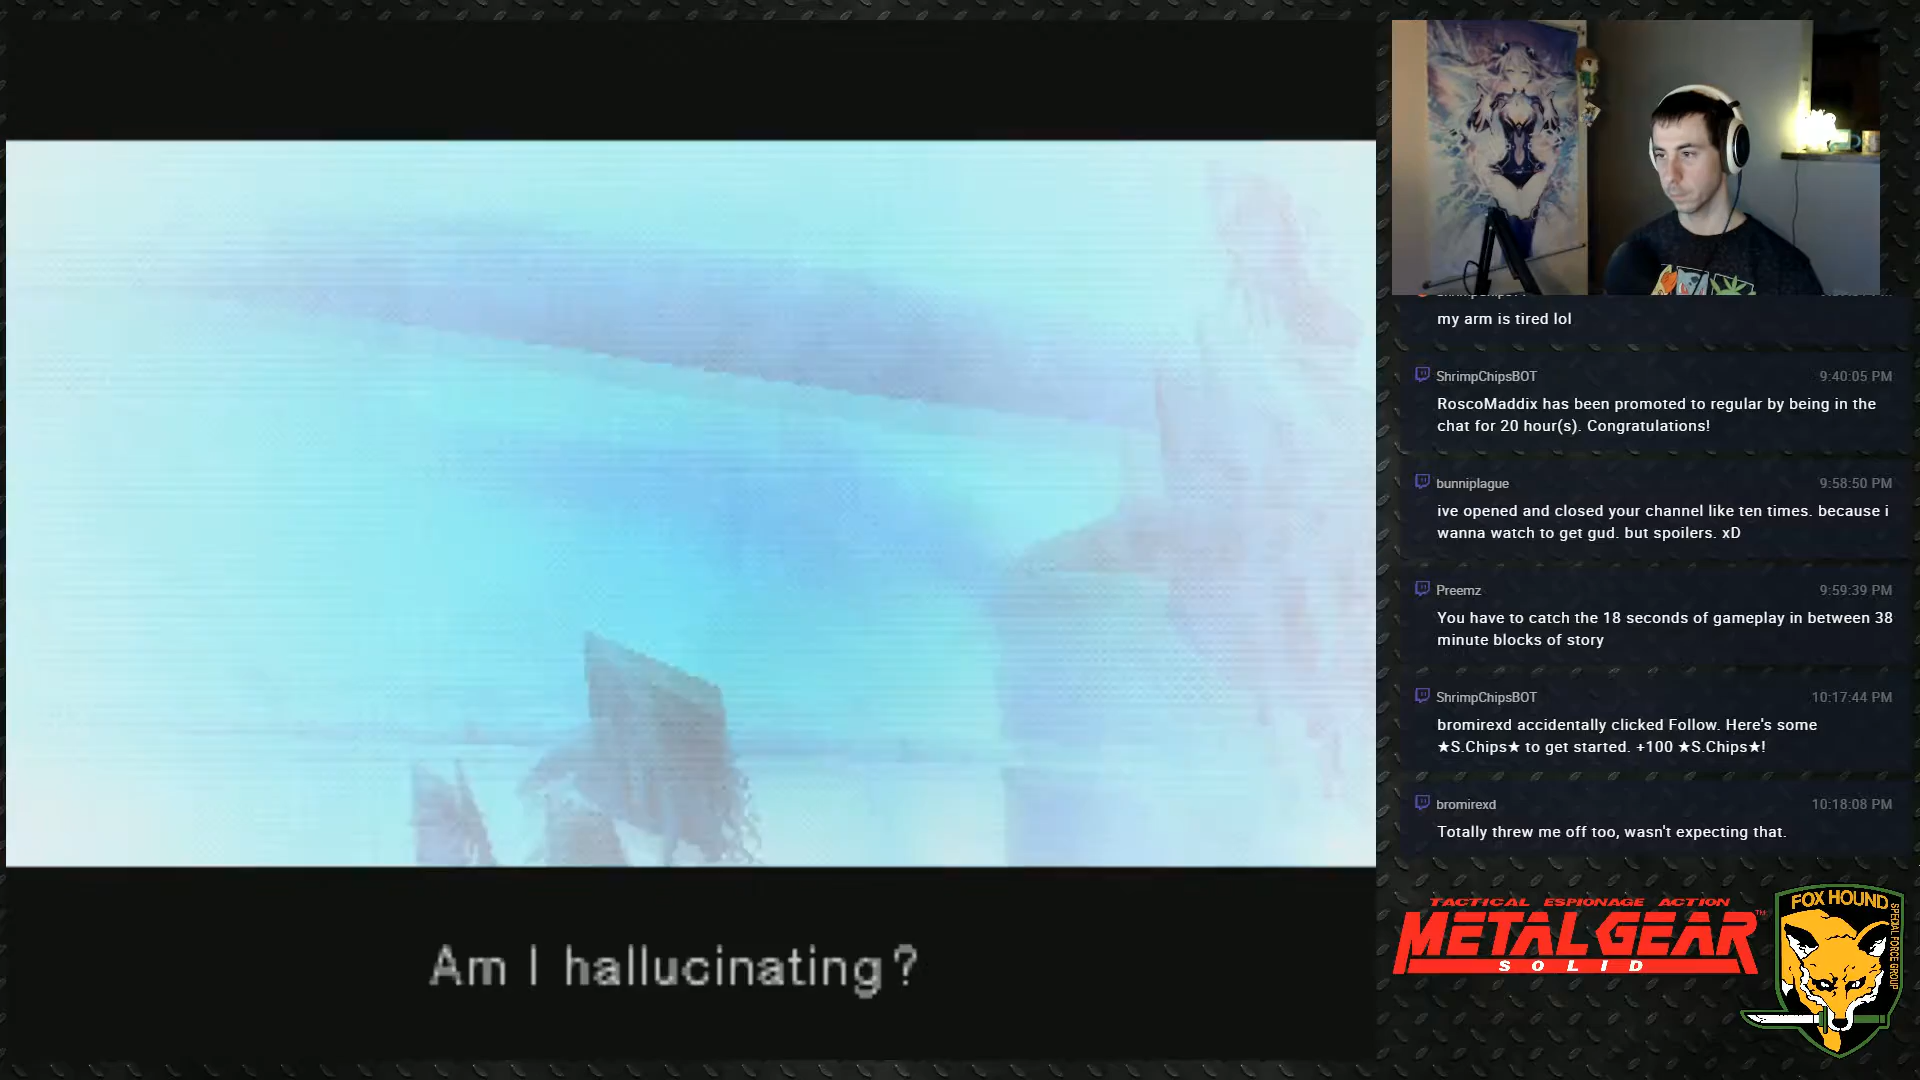 my arm is tired lol
ShrimpChipsBOT
9:40:05 PM
RoscoMaddix has been promoted to regular by being in the
chat for 20 hour(s). Congratulations!
bunniplague
9:58:50 PM
ive opened and closed your channel like ten times. because i
wanna watch to get gud. but spoilers. xD
Preemz
9:59:39 PM
You have to catch the 18 seconds of gameplay in between 38
minute blocks of story
ShrimpChipsBOT
10:17:44 PM
bromirexd accidentally clicked Follow. Here's some
★S.Chips★ to get started. +100 ★S.Chips★!
bromirexd
10:18:08 PM
Totally threw me off too, wasn't expecting that.
Am I hallucinating?
TACTICAL ESPIONAGE ACTION
METAL GEAR
SOLID
FOX HOUND
SPECIAL FORCE GROUP